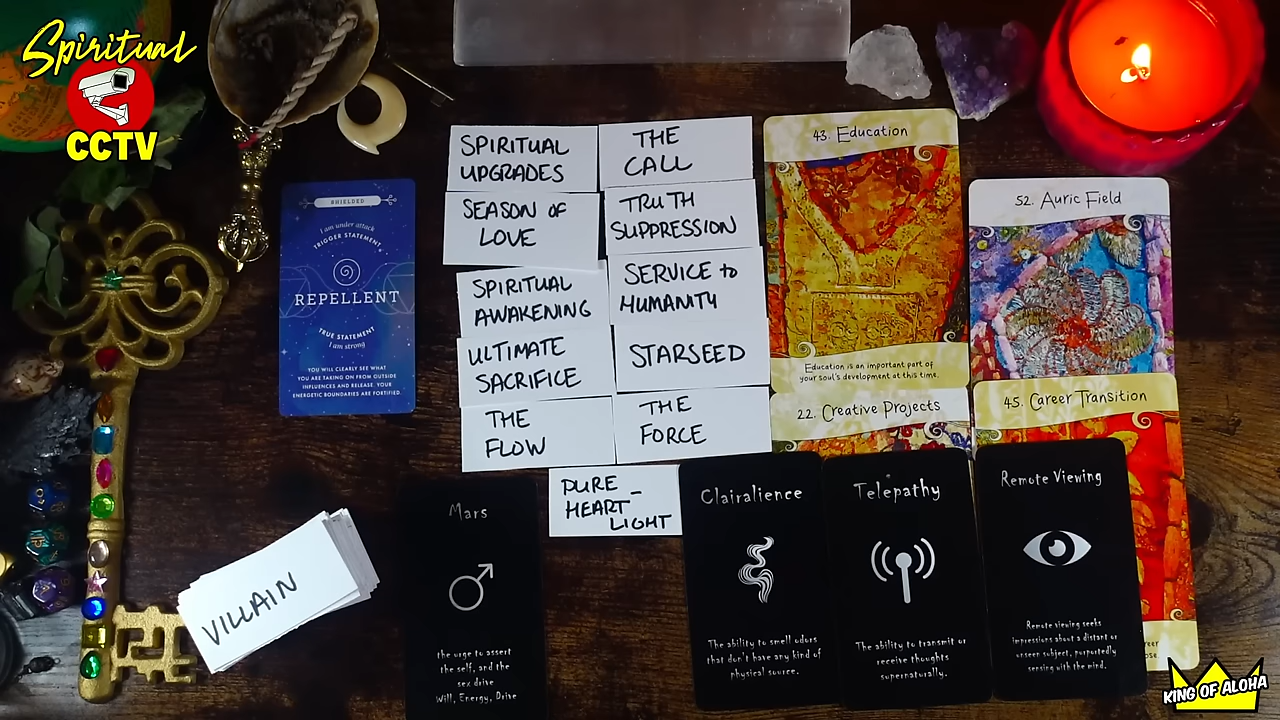 Spiritual
CCTV
SHIELDED
I am under attack
TRIGGER STATEMENT
REPELLENT
TRUE STATEMENT
I am strong
YOU WILL CLEARLY SEE WHAT
YOU ARE TAKING ON FROM OUTSIDE
INFLUENCES AND RELEASE. YOUR
ENERGETIC BOUNDARIES ARE FORTIFIED.
SPIRITUAL
UPGRADES
THE
CALL
SEASON OF
LOVE
TRUTH
SUPPRESSION
SPIRITUAL
AWAKENING
SERVICE to
HUMANITY
ULTIMATE
SACRIFICE
STARSEED
THE
FLOW
THE
FORCE
PURE-
HEART
LIGHT
43. Education
Education is an important part of
your soul's development at this time.
52. Auric Field
22. Creative Projects
45. Career Transition
VILLAIN
Mars
the urge to assert
the self, and the
sex drive
Will, Energy, Drive
Clairalience
The ability to smell odors
that don't have any kind of
physical source.
Telepathy
The ability to transmit or
receive thoughts
supernaturally.
Remote Viewing
Remote viewing seeks
impressions about a distant or
unseen subject, purportedly
sensing with the mind.
KING OF ALOHA